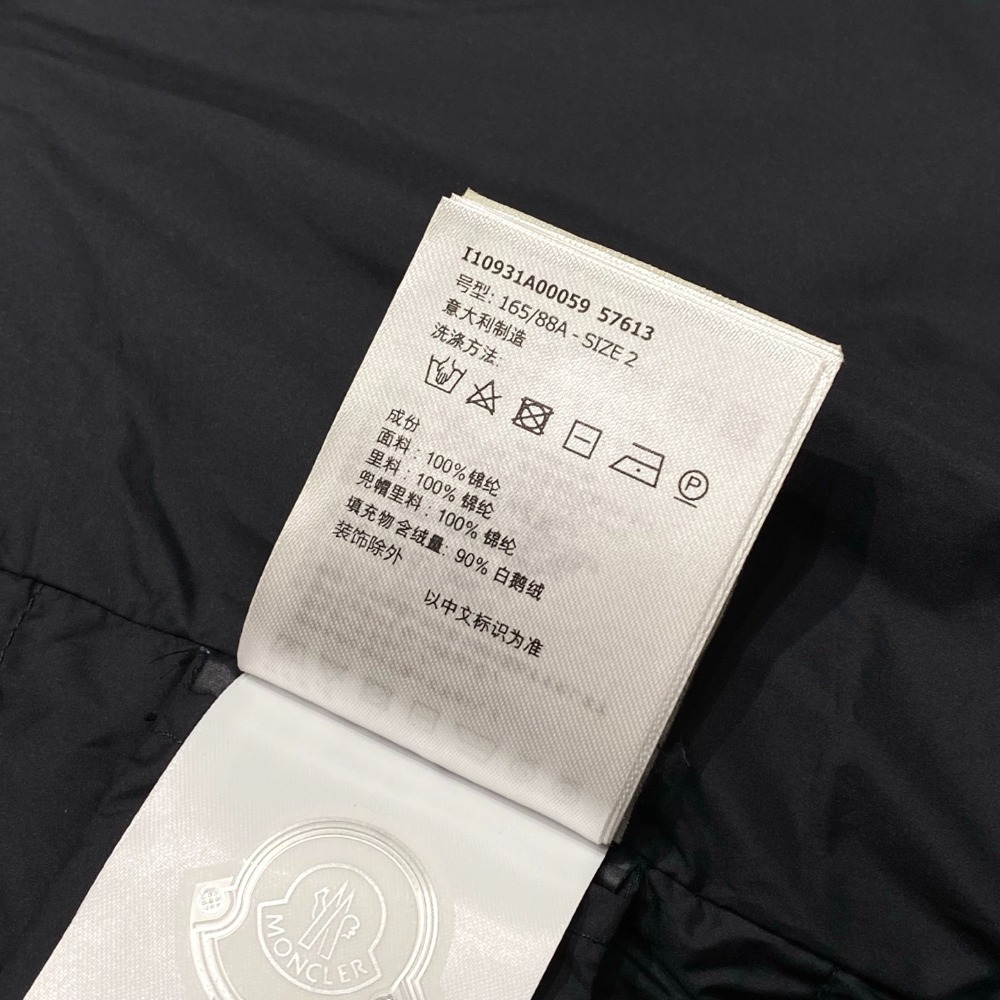 I10931A00059 57613
号型: 165/88A - SIZE 2
意大利制造
洗涤方法:
P
成份
面料 : 100% 锦纶
里料 : 100% 锦纶
兜帽里料 : 100% 锦纶
填充物 含绒量: 90% 白鹅绒
装饰除外
以中文标识为准
MONCLER